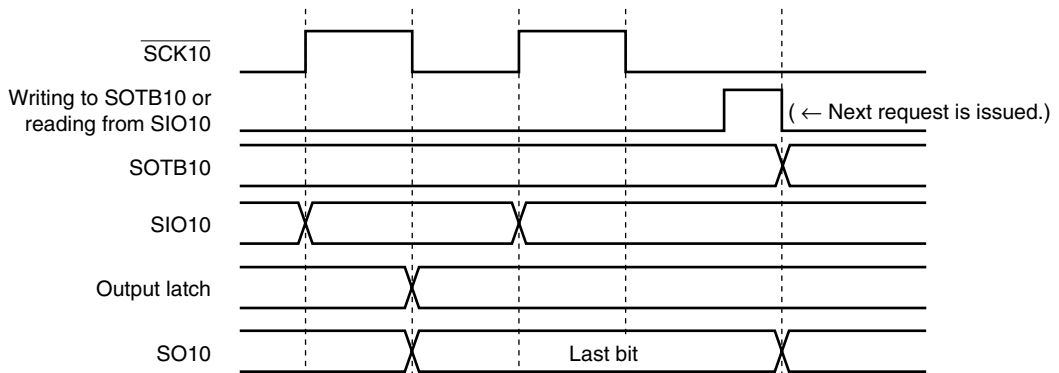 SCK10
Writing to SOTB10 or
reading from SIO10
( ← Next request is issued.)
SOTB10
SIO10
Output latch
SO10
Last bit